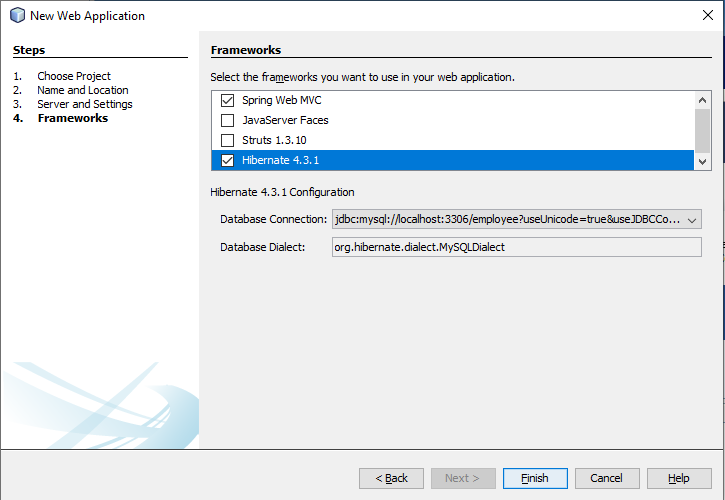 New Web Application
Steps
1. Choose Project
2. Name and Location
3. Server and Settings
4. Frameworks
Frameworks
Select the frameworks you want to use in your web application.
Spring Web MVC
JavaServer Faces
Struts 1.3.10
Hibernate 4.3.1
Hibernate 4.3.1 Configuration
Database Connection: jdbc:mysql://localhost:3306/employee?useUnicode=true&useJDBCCo...
Database Dialect: org.hibernate.dialect.MySQLDialect
< Back Next > Finish Cancel Help